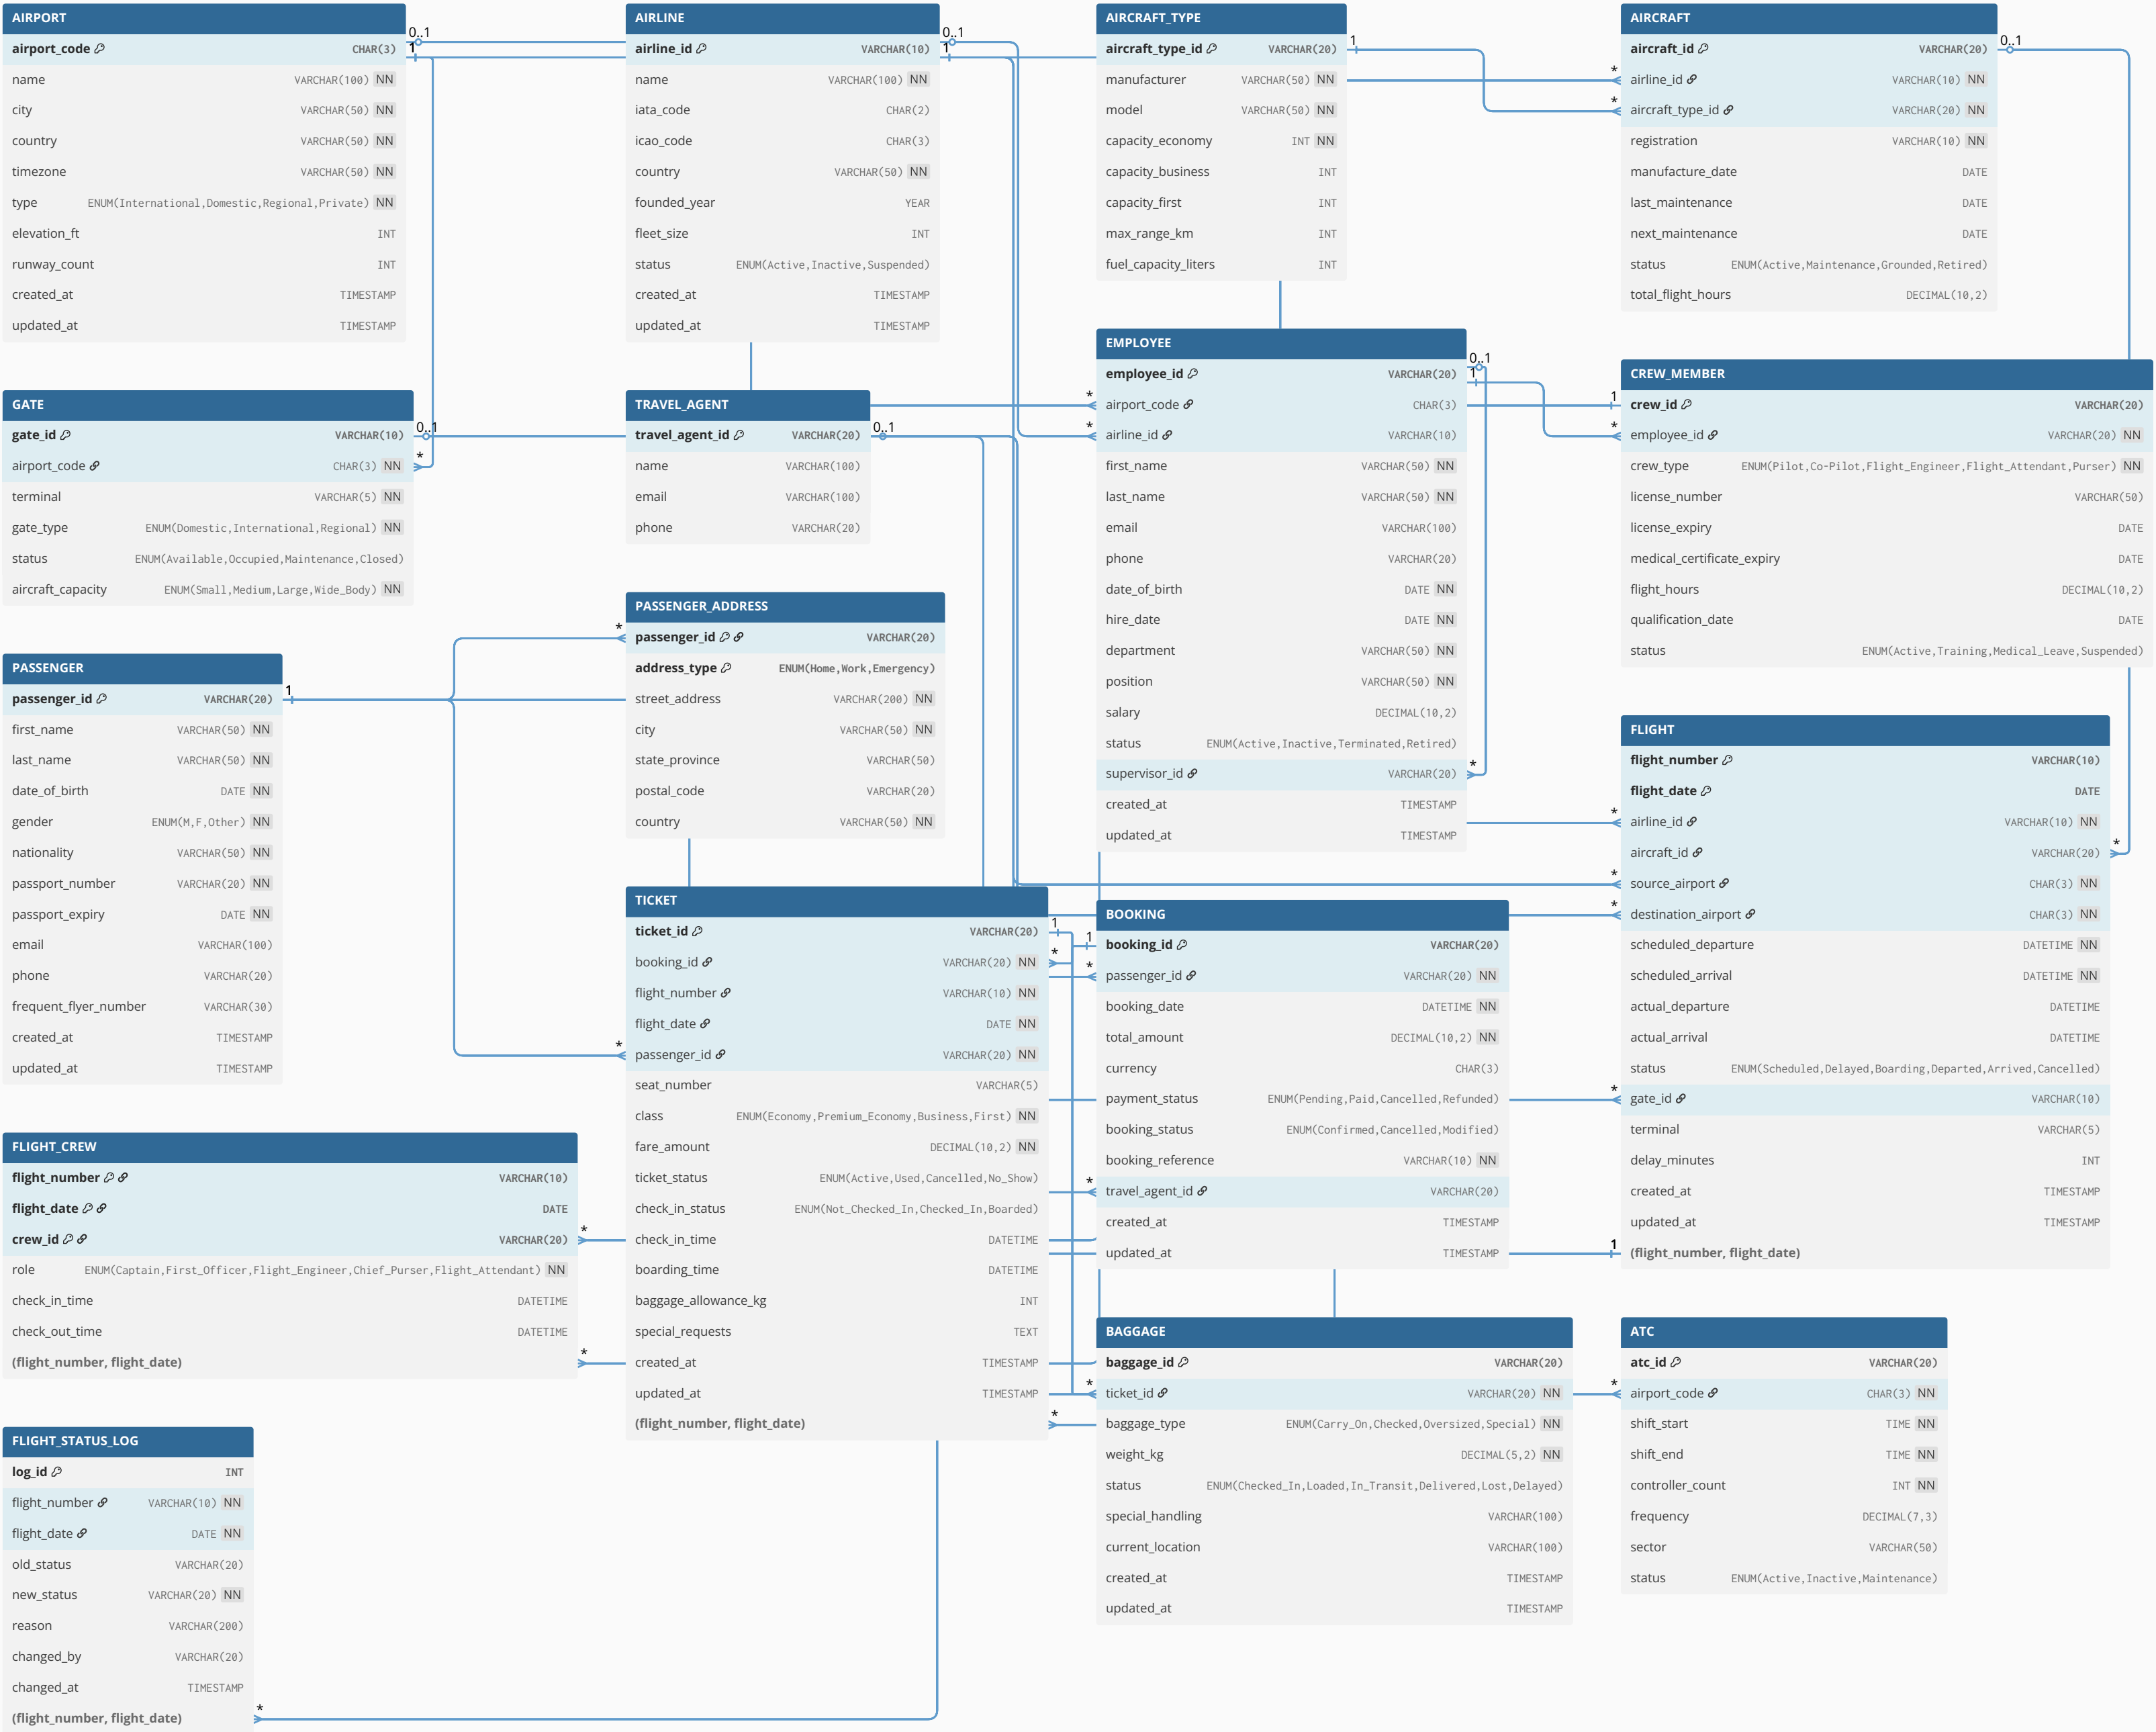 AIRPORT
airport_code CHAR(3)
name VARCHAR(100) NN
city VARCHAR(50) NN
country VARCHAR(50) NN
timezone VARCHAR(50) NN
type ENUM(International,Domestic,Regional,Private) NN
elevation_ft INT
runway_count INT
created_at TIMESTAMP
updated_at TIMESTAMP
0..1
1
AIRLINE
airline_id VARCHAR(10)
name VARCHAR(100) NN
iata_code CHAR(2)
icao_code CHAR(3)
country VARCHAR(50) NN
founded_year YEAR
fleet_size INT
status ENUM(Active,Inactive,Suspended)
created_at TIMESTAMP
updated_at TIMESTAMP
0..1
1
AIRCRAFT_TYPE
aircraft_type_id VARCHAR(20)
manufacturer VARCHAR(50) NN
model VARCHAR(50) NN
capacity_economy INT NN
capacity_business INT
capacity_first INT
max_range_km INT
fuel_capacity_liters INT
1
*
*
AIRCRAFT
aircraft_id VARCHAR(20)
airline_id VARCHAR(10) NN
aircraft_type_id VARCHAR(20) NN
registration VARCHAR(10) NN
manufacture_date DATE
last_maintenance DATE
next_maintenance DATE
status ENUM(Active,Maintenance,Grounded,Retired)
total_flight_hours DECIMAL(10,2)
0..1
GATE
gate_id VARCHAR(10)
airport_code CHAR(3) NN
terminal VARCHAR(5) NN
gate_type ENUM(Domestic,International,Regional) NN
status ENUM(Available,Occupied,Maintenance,Closed)
aircraft_capacity ENUM(Small,Medium,Large,Wide_Body) NN
0..1
*
TRAVEL_AGENT
travel_agent_id VARCHAR(20)
name VARCHAR(100)
email VARCHAR(100)
phone VARCHAR(20)
0..1
*
*
EMPLOYEE
employee_id VARCHAR(20)
airport_code CHAR(3)
airline_id VARCHAR(10)
first_name VARCHAR(50) NN
last_name VARCHAR(50) NN
email VARCHAR(100)
phone VARCHAR(20)
date_of_birth DATE NN
hire_date DATE NN
department VARCHAR(50) NN
position VARCHAR(50) NN
salary DECIMAL(10,2)
status ENUM(Active,Inactive,Terminated,Retired)
supervisor_id VARCHAR(20)
created_at TIMESTAMP
updated_at TIMESTAMP
0..1
1
*
1
*
CREW_MEMBER
crew_id VARCHAR(20)
employee_id VARCHAR(20) NN
crew_type ENUM(Pilot,Co-Pilot,Flight_Engineer,Flight_Attendant,Purser) NN
license_number VARCHAR(50)
license_expiry DATE
medical_certificate_expiry DATE
flight_hours DECIMAL(10,2)
qualification_date DATE
status ENUM(Active,Training,Medical_Leave,Suspended)
PASSENGER
passenger_id VARCHAR(20)
first_name VARCHAR(50) NN
last_name VARCHAR(50) NN
date_of_birth DATE NN
gender ENUM(M,F,Other) NN
nationality VARCHAR(50) NN
passport_number VARCHAR(20) NN
passport_expiry DATE NN
email VARCHAR(100)
phone VARCHAR(20)
frequent_flyer_number VARCHAR(30)
created_at TIMESTAMP
updated_at TIMESTAMP
1
*
PASSENGER_ADDRESS
passenger_id VARCHAR(20)
address_type ENUM(Home,Work,Emergency)
street_address VARCHAR(200) NN
city VARCHAR(50) NN
state_province VARCHAR(50)
postal_code VARCHAR(20)
country VARCHAR(50) NN
FLIGHT
flight_number VARCHAR(10)
flight_date DATE
airline_id VARCHAR(10) NN
aircraft_id VARCHAR(20)
source_airport CHAR(3) NN
destination_airport CHAR(3) NN
scheduled_departure DATETIME NN
scheduled_arrival DATETIME NN
actual_departure DATETIME
actual_arrival DATETIME
status ENUM(Scheduled,Delayed,Boarding,Departed,Arrived,Cancelled)
gate_id VARCHAR(10)
terminal VARCHAR(5)
delay_minutes INT
created_at TIMESTAMP
updated_at TIMESTAMP
(flight_number, flight_date)
*
*
*
*
*
1
TICKET
ticket_id VARCHAR(20)
booking_id VARCHAR(20) NN
flight_number VARCHAR(10) NN
flight_date DATE NN
passenger_id VARCHAR(20) NN
seat_number VARCHAR(5)
class ENUM(Economy,Premium_Economy,Business,First) NN
fare_amount DECIMAL(10,2) NN
ticket_status ENUM(Active,Used,Cancelled,No_Show)
check_in_status ENUM(Not_Checked_In,Checked_In,Boarded)
check_in_time DATETIME
boarding_time DATETIME
baggage_allowance_kg INT
special_requests TEXT
created_at TIMESTAMP
updated_at TIMESTAMP
(flight_number, flight_date)
1
*
*
*
BOOKING
booking_id VARCHAR(20)
passenger_id VARCHAR(20) NN
booking_date DATETIME NN
total_amount DECIMAL(10,2) NN
currency CHAR(3)
payment_status ENUM(Pending,Paid,Cancelled,Refunded)
booking_status ENUM(Confirmed,Cancelled,Modified)
booking_reference VARCHAR(10) NN
travel_agent_id VARCHAR(20)
created_at TIMESTAMP
updated_at TIMESTAMP
1
*
*
FLIGHT_CREW
flight_number VARCHAR(10)
flight_date DATE
crew_id VARCHAR(20)
role ENUM(Captain,First_Officer,Flight_Engineer,Chief_Purser,Flight_Attendant) NN
check_in_time DATETIME
check_out_time DATETIME
(flight_number, flight_date)
*
*
BAGGAGE
baggage_id VARCHAR(20)
ticket_id VARCHAR(20) NN
baggage_type ENUM(Carry_On,Checked,Oversized,Special) NN
weight_kg DECIMAL(5,2) NN
status ENUM(Checked_In,Loaded,In_Transit,Delivered,Lost,Delayed)
special_handling VARCHAR(100)
current_location VARCHAR(100)
created_at TIMESTAMP
updated_at TIMESTAMP
*
*
ATC
atc_id VARCHAR(20)
airport_code CHAR(3) NN
shift_start TIME NN
shift_end TIME NN
controller_count INT NN
frequency DECIMAL(7,3)
sector VARCHAR(50)
status ENUM(Active,Inactive,Maintenance)
FLIGHT_STATUS_LOG
log_id INT
flight_number VARCHAR(10) NN
flight_date DATE NN
old_status VARCHAR(20)
new_status VARCHAR(20) NN
reason VARCHAR(200)
changed_by VARCHAR(20)
changed_at TIMESTAMP
(flight_number, flight_date)
*